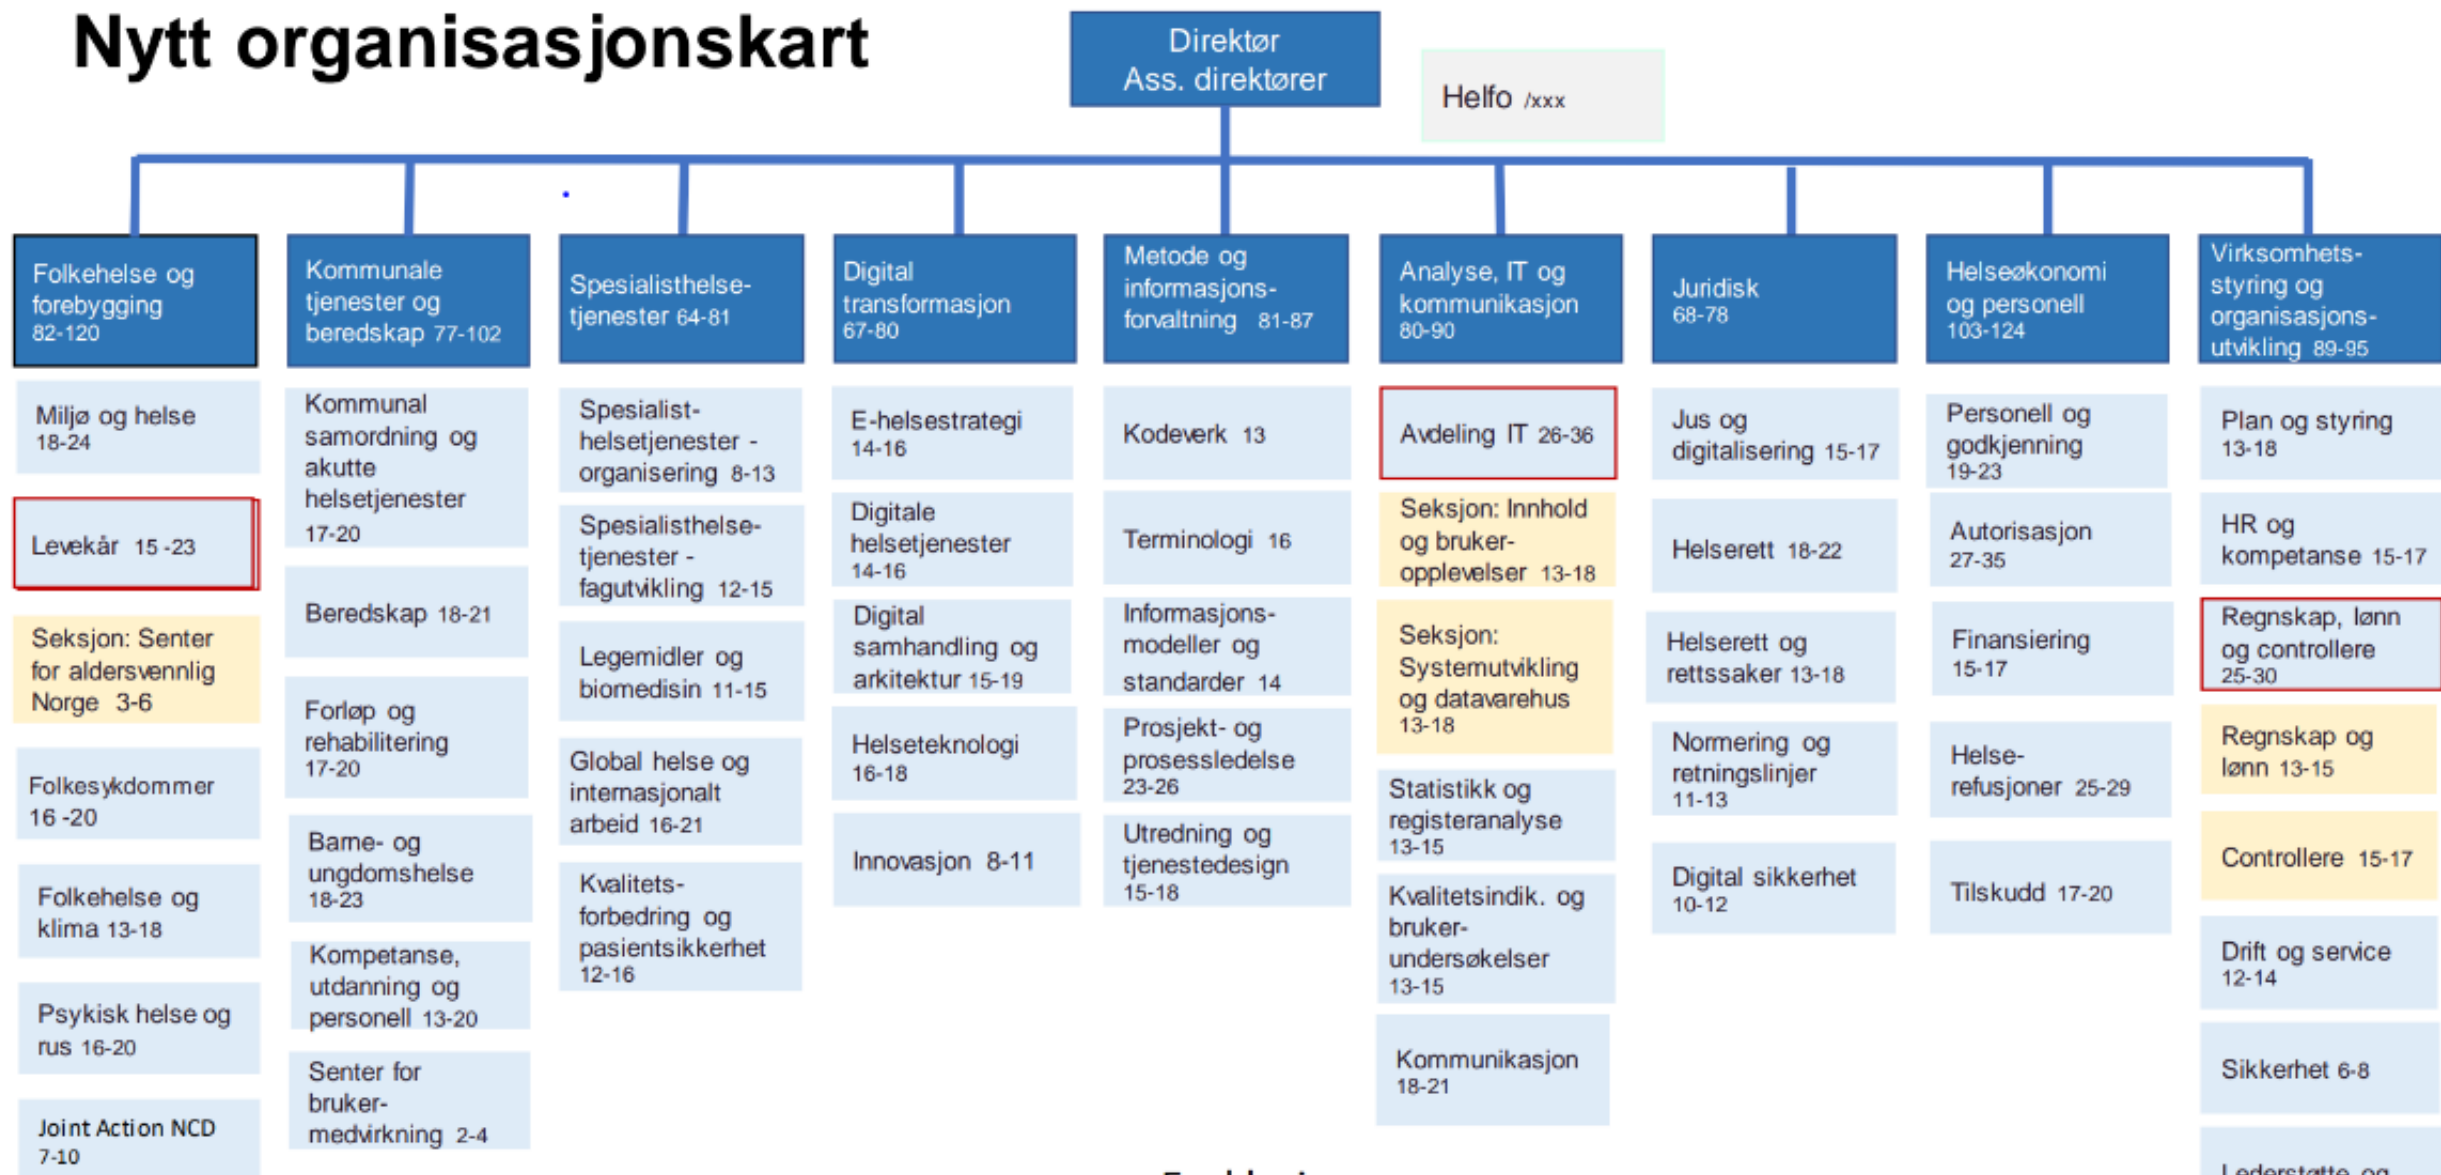 Nytt organisasjonskart
Direktør
Ass. direktører
Helfo /xxx
Folkehelse og
forebygging
82-120
Miljø og helse
18-24
Levekår 15 -23
Seksjon: Senter
for aldersvennlig
Norge 3-6
Folkesykdommer
16 -20
Folkehelse og
klima 13-18
Psykisk helse og
rus 16-20
Joint Action NCD
7-10
Kommunale
tjenester og
beredskap 77-102
Kommunal
samordning og
akutte
helsetjenester
17-20
Beredskap 18-21
Forløp og
rehabilitering
17-20
Barne- og
ungdomshelse
18-23
Kompetanse,
utdanning og
personell 13-20
Senter for
bruker-
medvirkning 2-4
Spesialisthelse-
tjenester 64-81
Spesialist-
helsetjenester -
organisering 8-13
Spesialisthelse-
tjenester -
fagutvikling 12-15
Legemidler og
biomedisin 11-15
Global helse og
internasjonalt
arbeid 16-21
Kvalitets-
forbedring og
pasientsikkerhet
12-16
Digital
transformasjon
67-80
E-helsestrategi
14-16
Digitale
helsetjenester
14-16
Digital
samhandling og
arkitektur 15-19
Helseteknologi
16-18
Innovasjon 8-11
Metode og
informasjons-
forvaltning 81-87
Kodeverk 13
Terminologi 16
Informasjons-
modeller og
standarder 14
Prosjekt- og
prosessledelse
23-26
Utredning og
tjenestedesign
15-18
Analyse, IT og
kommunikasjon
80-90
Avdeling IT 26-36
Seksjon: Innhold
og bruker-
opplevelser 13-18
Seksjon:
Systemutvikling
og datavarehus
13-18
Statistikk og
registeranalyse
13-15
Kvalitetsindik. og
bruker-
undersøkelser
13-15
Kommunikasjon
18-21
Juridisk
68-78
Jus og
digitalisering 15-17
Helserett 18-22
Helserett og
rettssaker 13-18
Normering og
retningslinjer
11-13
Digital sikkerhet
10-12
Helseøkonomi
og personell
103-124
Personell og
godkjenning
19-23
Autorisasjon
27-35
Finansiering
15-17
Helse-
refusjoner 25-29
Tilskudd 17-20
Virksomhets-
styring og
organisasjons-
utvikling 89-95
Plan og styring
13-18
HR og
kompetanse 15-17
Regnskap, lønn
og controllere
25-30
Regnskap og
lønn 13-15
Controllere 15-17
Drift og service
12-14
Sikkerhet 6-8
Lederstøtte og